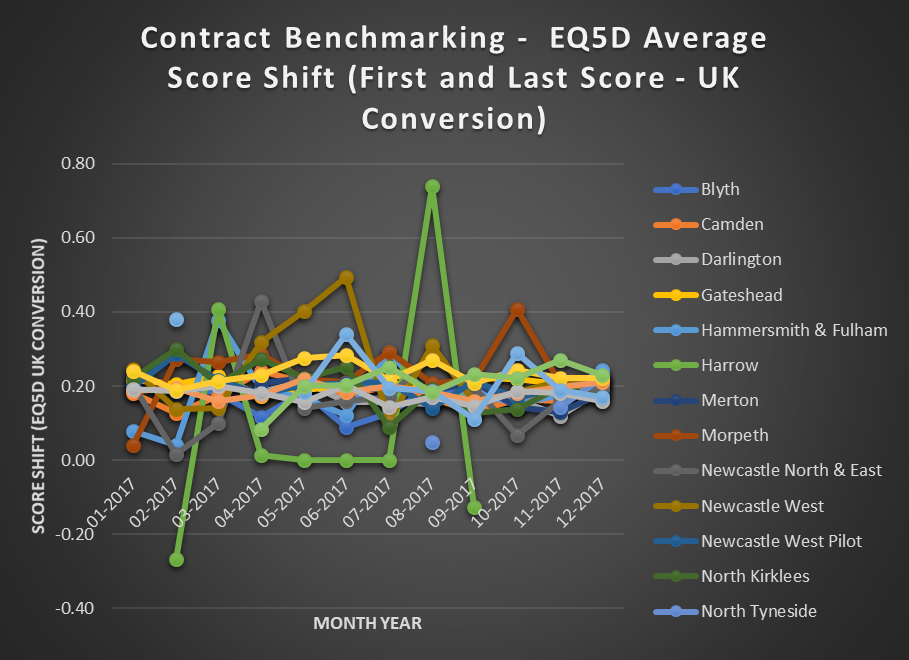 Contract Benchmarking -  EQ5D Average
Score Shift (First and Last Score - UK
Conversion)
SCORE SHIFT (EQ5D UK CONVERSION)
0.80
0.60
0.40
0.20
0.00
-0.20
-0.40
01-2017
02-2017
03-2017
04-2017
05-2017
06-2017
07-2017
08-2017
09-2017
10-2017
11-2017
12-2017
MONTH YEAR
Blyth
Camden
Darlington
Gateshead
Hammersmith & Fulham
Harrow
Merton
Morpeth
Newcastle North & East
Newcastle West
Newcastle West Pilot
North Kirklees
North Tyneside